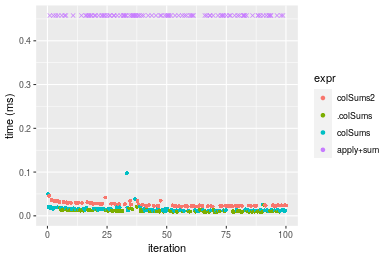 0.4
0.3
0.2
0.1
0.0
time (ms)
0
25
50
75
100
iteration
expr
colSums2
.colSums
colSums
apply+sum